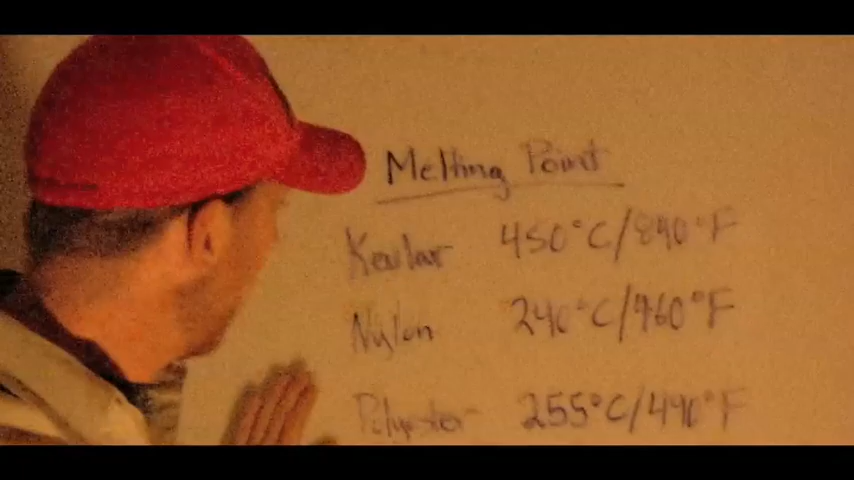 Melting Point
Kevlar 450°C/840°F
Nylon 240°C/460°F
Polyester 255°C/490°F